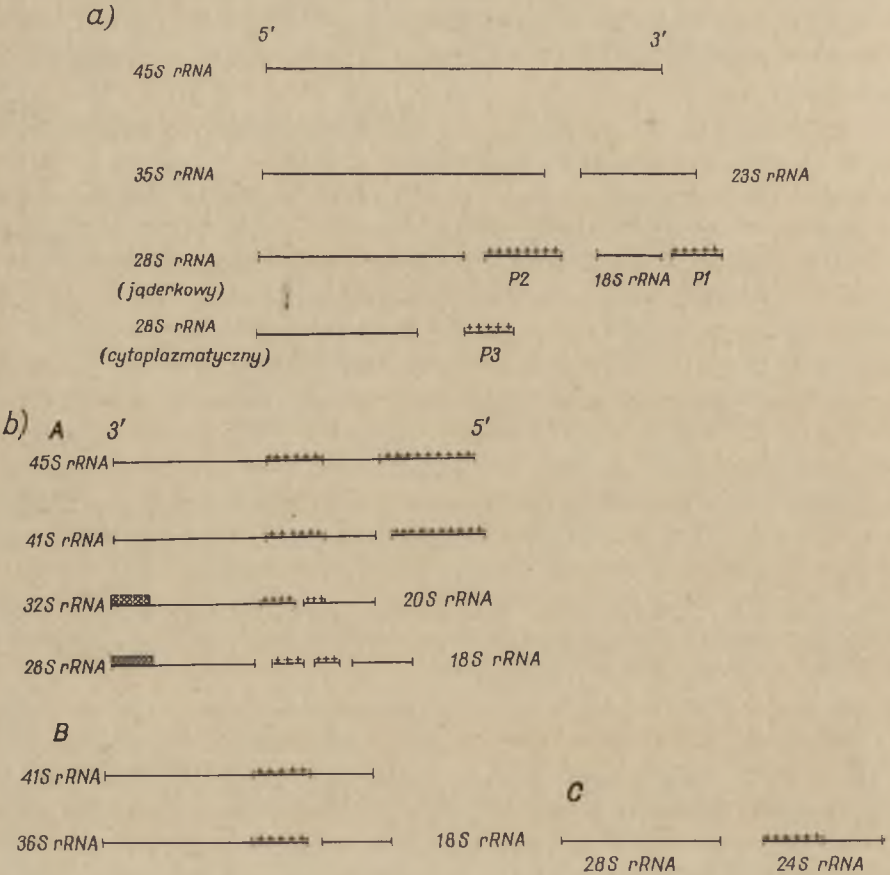 a)
5' 3'
45S rRNA
35S rRNA 23S rRNA
28S rRNA P2 18S rRNA P1
(jąderkowy)
28S rRNA
(cytoplazmatyczny) P3
b) A 3' 5'
45S rRNA
41S rRNA
32S rRNA 20S rRNA
28S rRNA 18S rRNA
B
41S rRNA
C
36S rRNA 18S rRNA
28S rRNA 24S rRNA